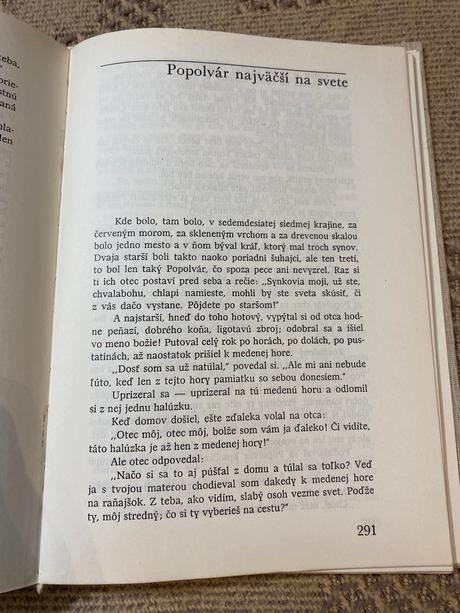 teba.
"
prie-
stnú
aná
hla-
len
Popolvár najväčší na svete
Kde bolo, tam bolo, v sedemdesiatej siedmej krajine, za
červeným morom, za skleneným vrchom a za drevenou skalou
bolo jedno mesto a v ňom býval kráľ, ktorý mal troch synov.
Dvaja starší boli takto naoko poriadni šuhajci, ale ten tretí,
to bol len taký Popolvár, čo spoza pece ani nevyzrel. Raz si
ti ich otec postaví pred seba a rečie: „Synkovia moji, už ste,
chvalabohu, chlapi namieste, mohli by ste sveta skúsiť, či
z vás dačo vystane. Pôjdete po staršom!"
A najstarší, hneď do toho hotový, vypýtal si od otca hod-
ne peňazí, dobrého koňa, ligotavú zbroj; odobral sa a išiel
vo meno božie! Putoval celý rok po horách, po dolách, po pus-
tatinách, až naostatok prišiel k medenej hore.
„Dosť som sa už natúlal," povedal si. „Ale mi ani nebude
ľúto, keď len z tejto hory pamiatku so sebou donesiem."
Uprizeral sa — uprizeral na tú medenú horu a odlomil
si z nej jednu halúzku.
Keď domov došiel, ešte zďaleka volal na otca:
„Otec môj, otec môj, bolže som vám ja ďaleko! Či vidíte,
táto halúzka je až hen z medenej hory!"
Ale otec odpovedal:
„Načo si sa to aj púšťal z domu a túlal sa toľko? Veď
ja s tvojou materou chodieval som dakedy k medenej hore
na raňajšok. Z teba, ako vidím, slabý osoh vezme svet. Poďže
ty, môj stredný; čo si ty vyberieš na cestu?"
291